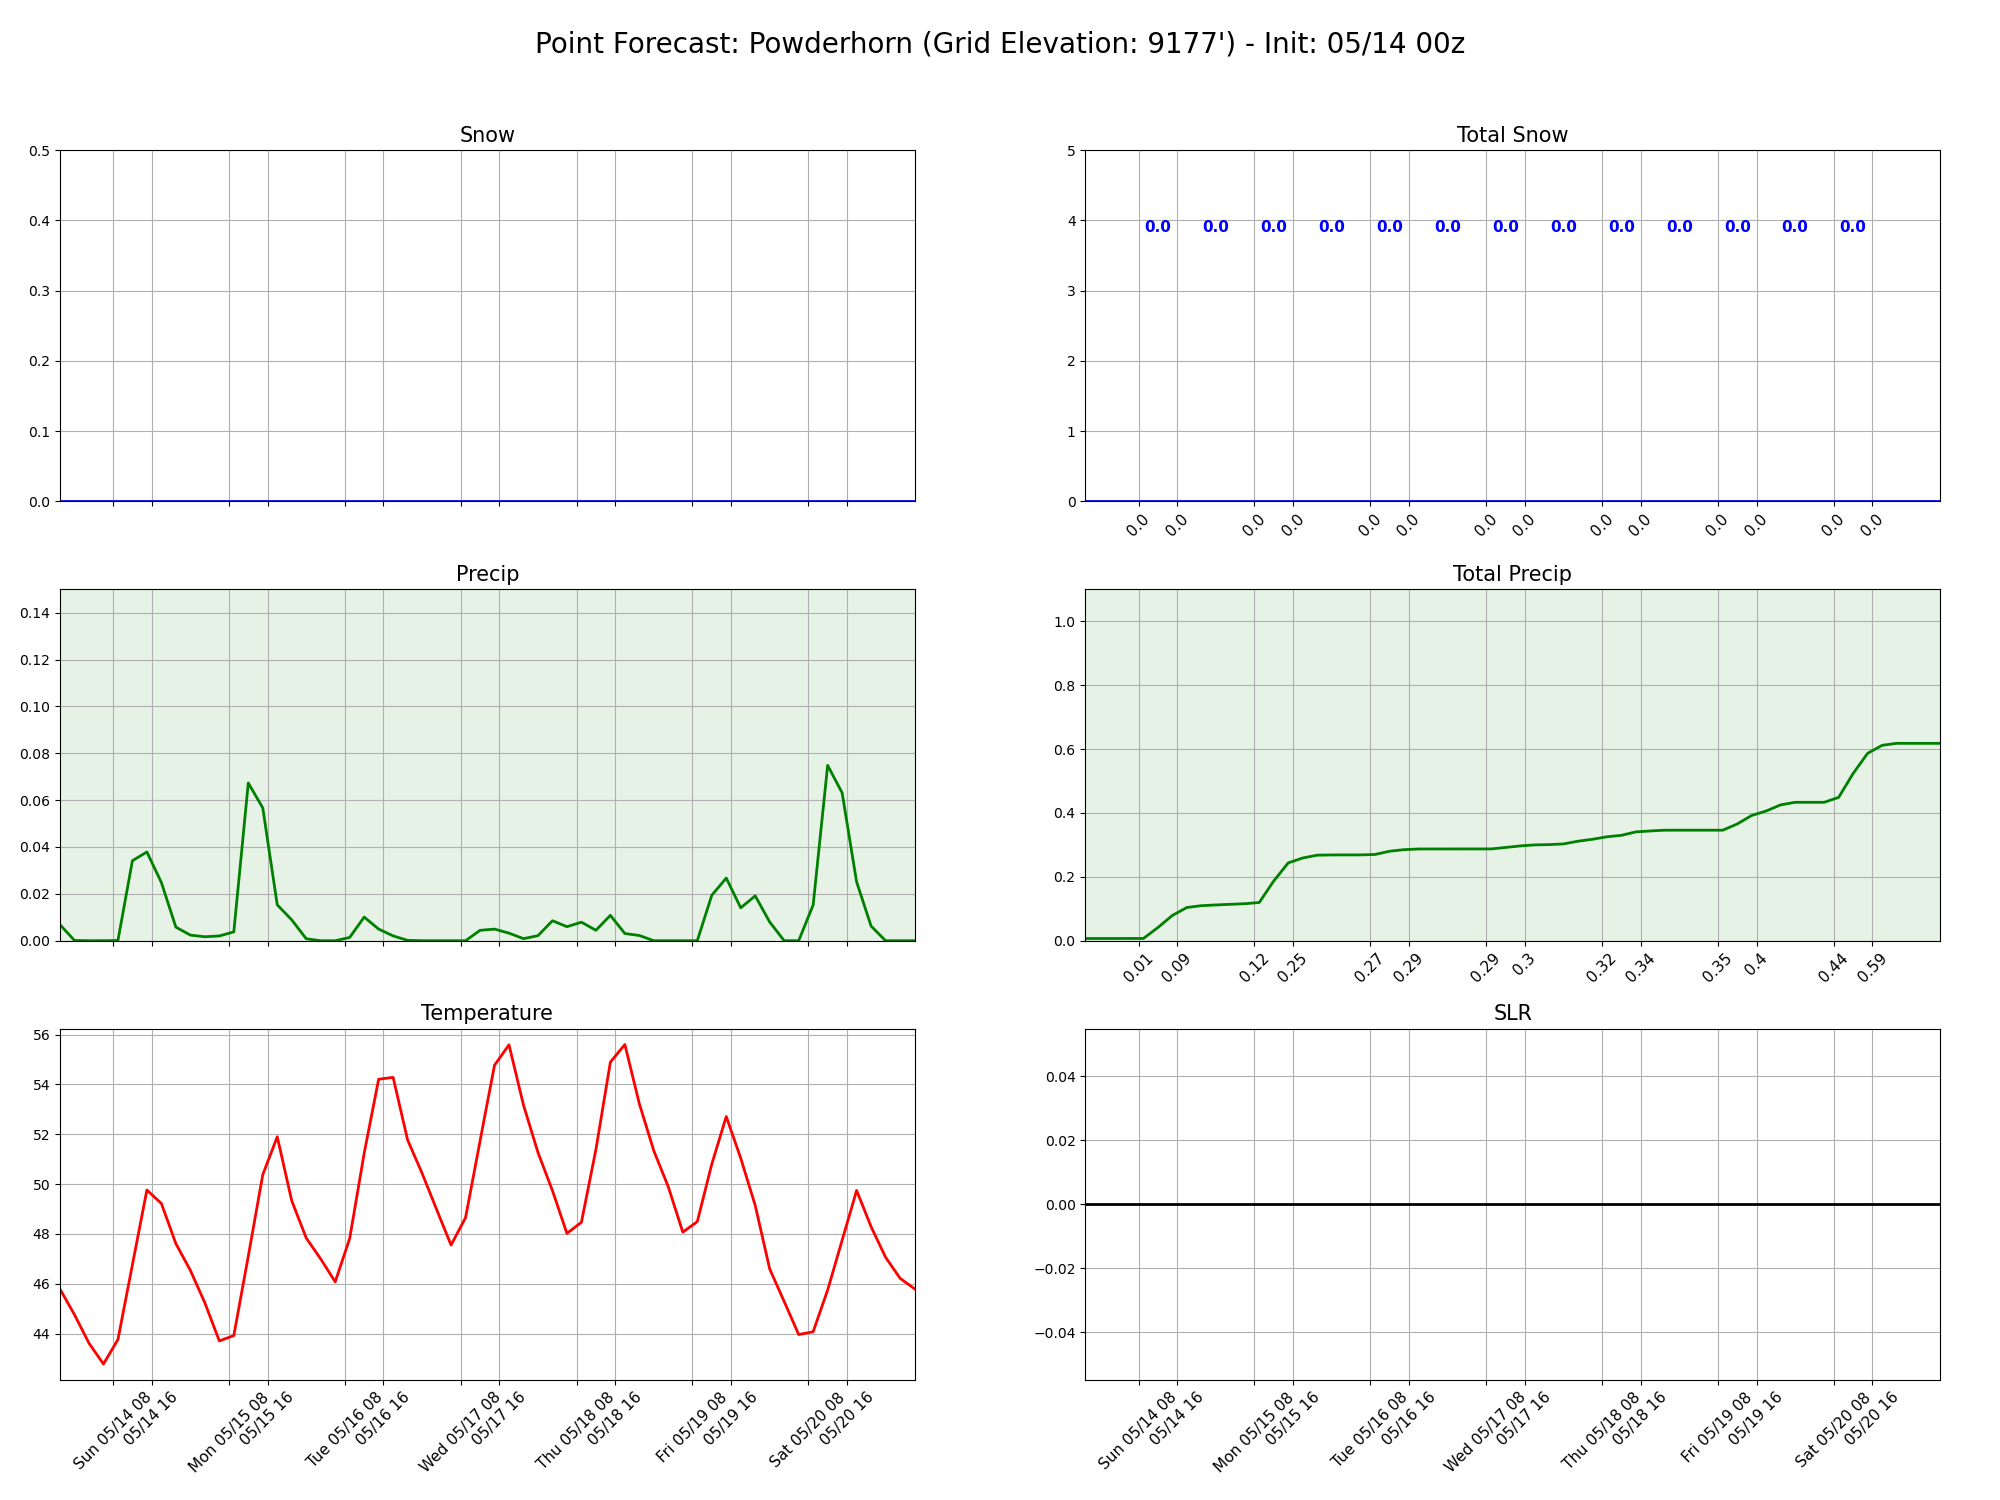 Point Forecast: Powderhorn (Grid Elevation: 9177') - Init: 05/14 00z
Snow
0.5
0.4
0.3
0.2
0.1
0.0
Total Snow
5
4
3
2
1
0
0.0 0.0 0.0 0.0 0.0 0.0 0.0 0.0 0.0 0.0 0.0 0.0 0.0
0.0 0.0 0.0 0.0 0.0 0.0 0.0 0.0 0.0 0.0 0.0 0.0 0.0 0.0
Precip
0.14
0.12
0.10
0.08
0.06
0.04
0.02
0.00
Total Precip
1.0
0.8
0.6
0.4
0.2
0.0
0.01 0.09 0.12 0.25 0.27 0.29 0.29 0.3 0.32 0.34 0.35 0.4 0.44 0.59
Temperature
56
54
52
50
48
46
44
Sun 05/14 08
05/14 16
Mon 05/15 08
05/15 16
Tue 05/16 08
05/16 16
Wed 05/17 08
05/17 16
Thu 05/18 08
05/18 16
Fri 05/19 08
05/19 16
Sat 05/20 08
05/20 16
SLR
0.04
0.02
0.00
−0.02
−0.04
Sun 05/14 08
05/14 16
Mon 05/15 08
05/15 16
Tue 05/16 08
05/16 16
Wed 05/17 08
05/17 16
Thu 05/18 08
05/18 16
Fri 05/19 08
05/19 16
Sat 05/20 08
05/20 16